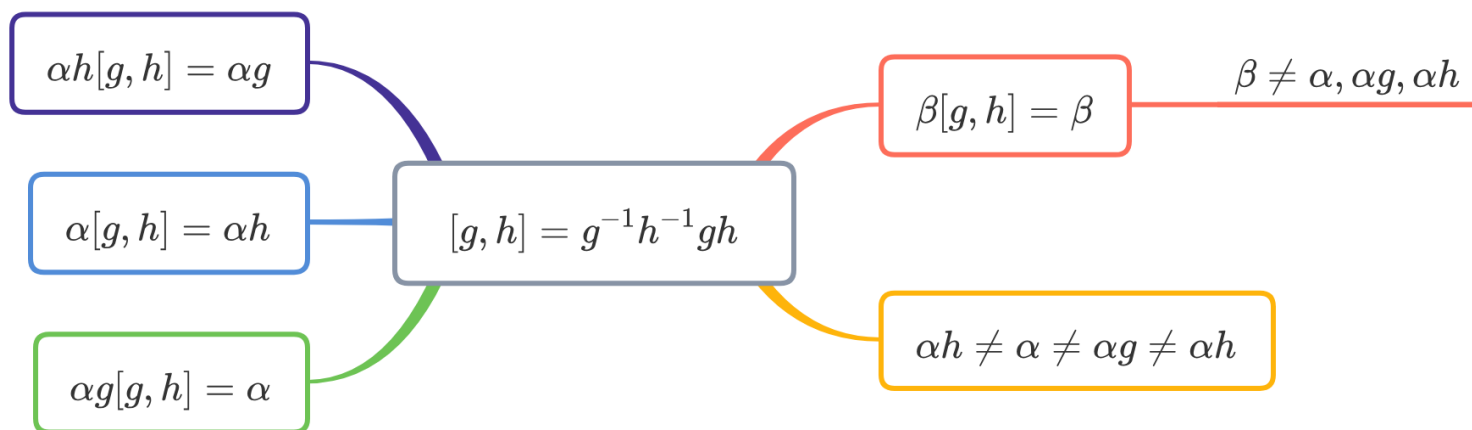 αh[g, h] = αg
α[g, h] = αh
αg[g, h] = α
[g, h] = g⁻¹h⁻¹gh
β[g, h] = β
β ≠ α, αg, αh
αh ≠ α ≠ αg ≠ αh